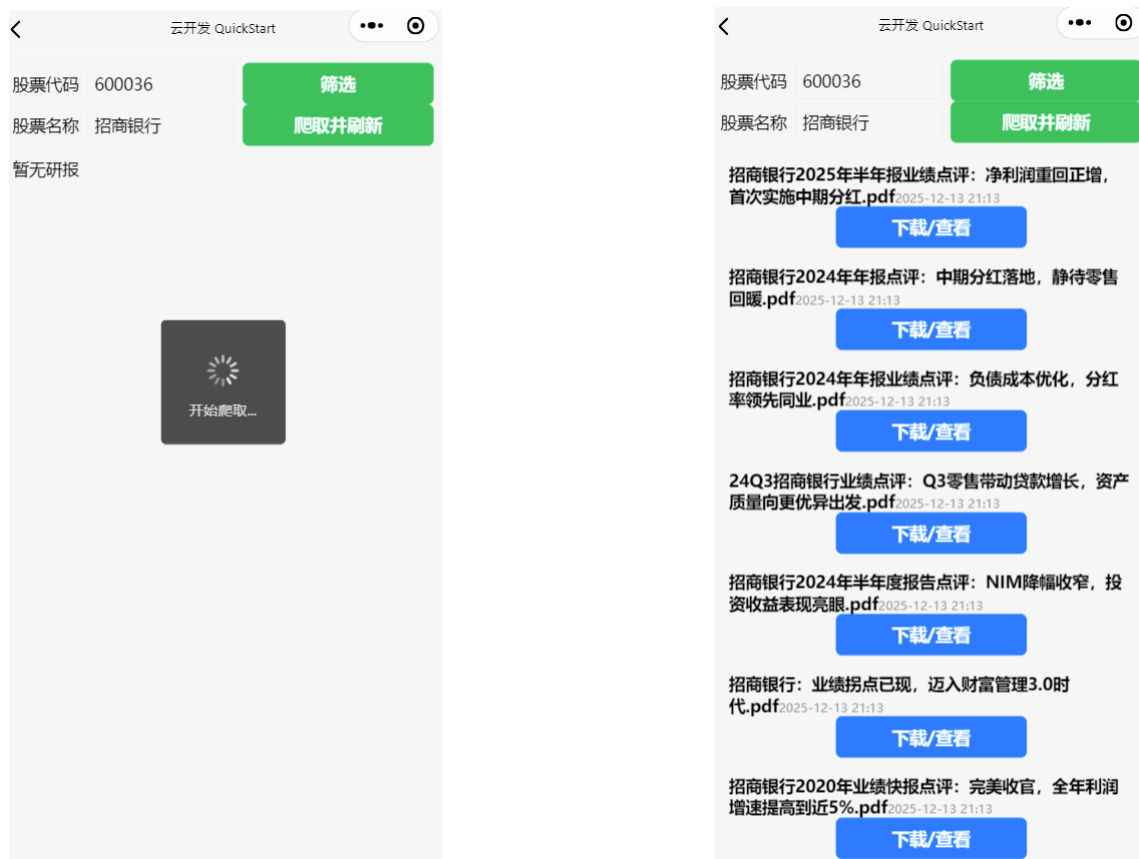 云开发 QuickStart
股票代码 600036 筛选
股票名称 招商银行 爬取并刷新
暂无研报
开始爬取...
云开发 QuickStart
股票代码 600036 筛选
股票名称 招商银行 爬取并刷新
招商银行2025年半年报业绩点评：净利润重回正增，
首次实施中期分红.pdf2025-12-13 21:13
下载/查看
招商银行2024年年报点评：中期分红落地，静待零售
回暖.pdf2025-12-13 21:13
下载/查看
招商银行2024年年报业绩点评：负债成本优化，分红
率领先同业.pdf2025-12-13 21:13
下载/查看
24Q3招商银行业绩点评：Q3零售带动贷款增长，资产
质量向更优异出发.pdf2025-12-13 21:13
下载/查看
招商银行2024年半年度报告点评：NIM降幅收窄，投
资收益表现亮眼.pdf2025-12-13 21:13
下载/查看
招商银行：业绩拐点已现，迈入财富管理3.0时
代.pdf2025-12-13 21:13
下载/查看
招商银行2020年业绩快报点评：完美收官，全年利润
增速提高到近5%.pdf2025-12-13 21:13
下载/查看